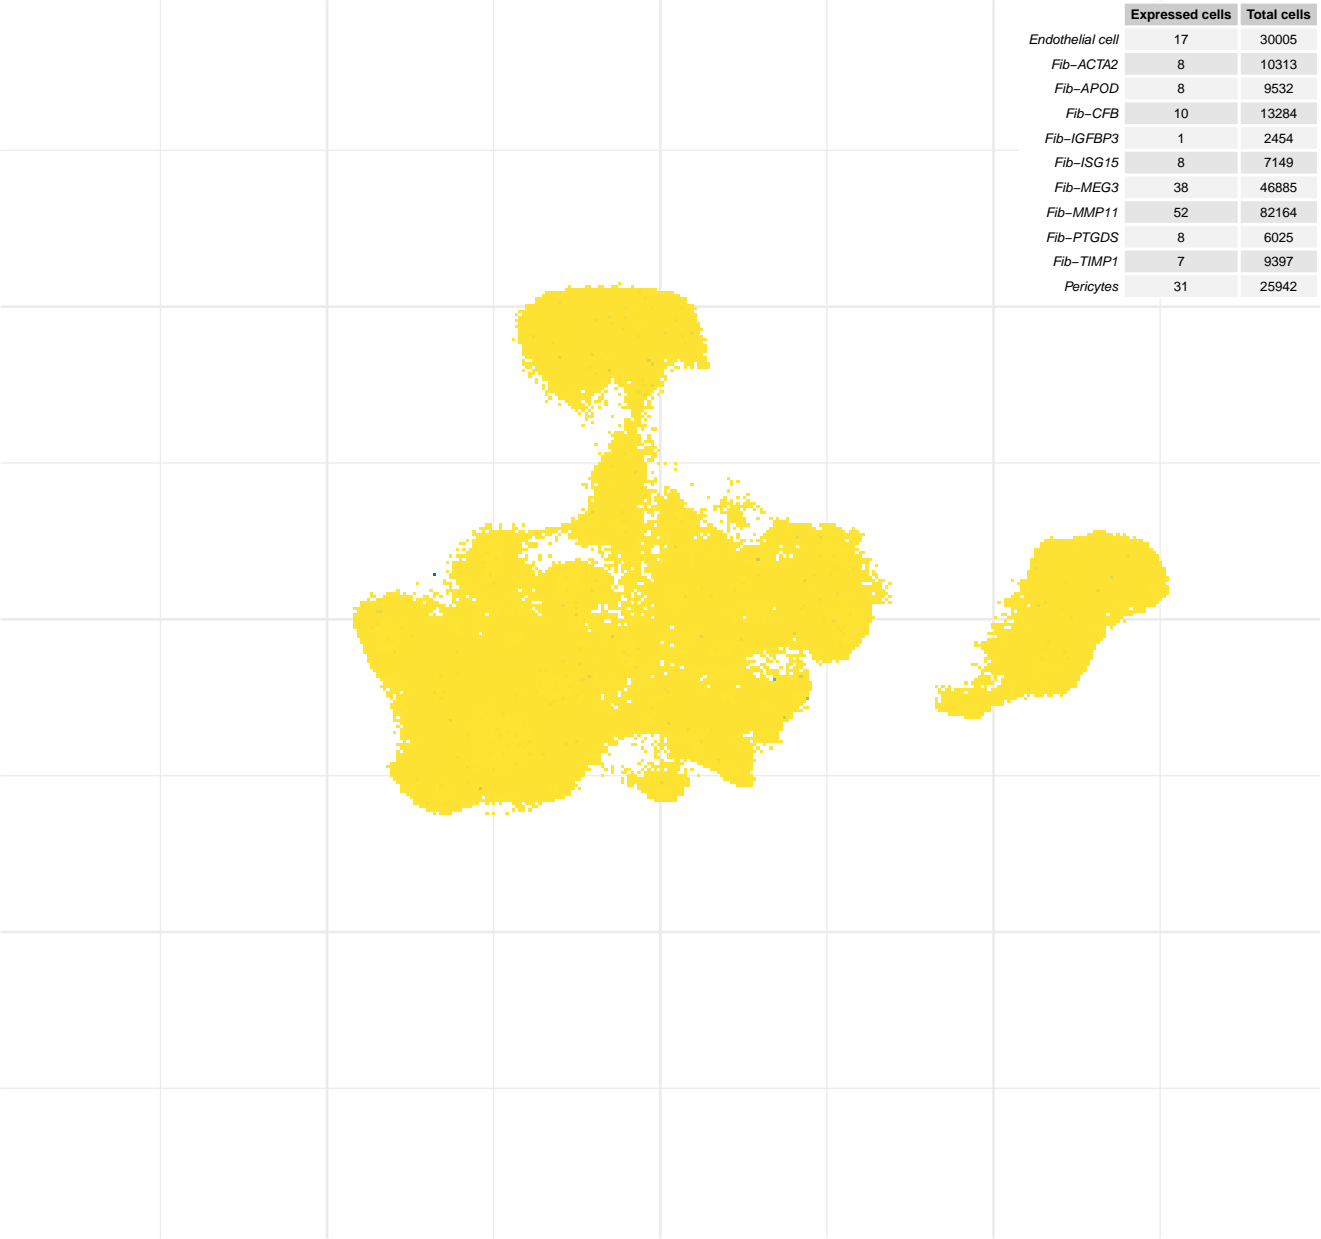 Expressed cells Total cells
Endothelial cell 17 30005
Fib−ACTA2 8 10313
Fib−APOD 8 9532
Fib−CFB 10 13284
Fib−IGFBP3 1 2454
Fib−ISG15 8 7149
Fib−MEG3 38 46885
Fib−MMP11 52 82164
Fib−PTGDS 8 6025
Fib−TIMP1 7 9397
Pericytes 31 25942